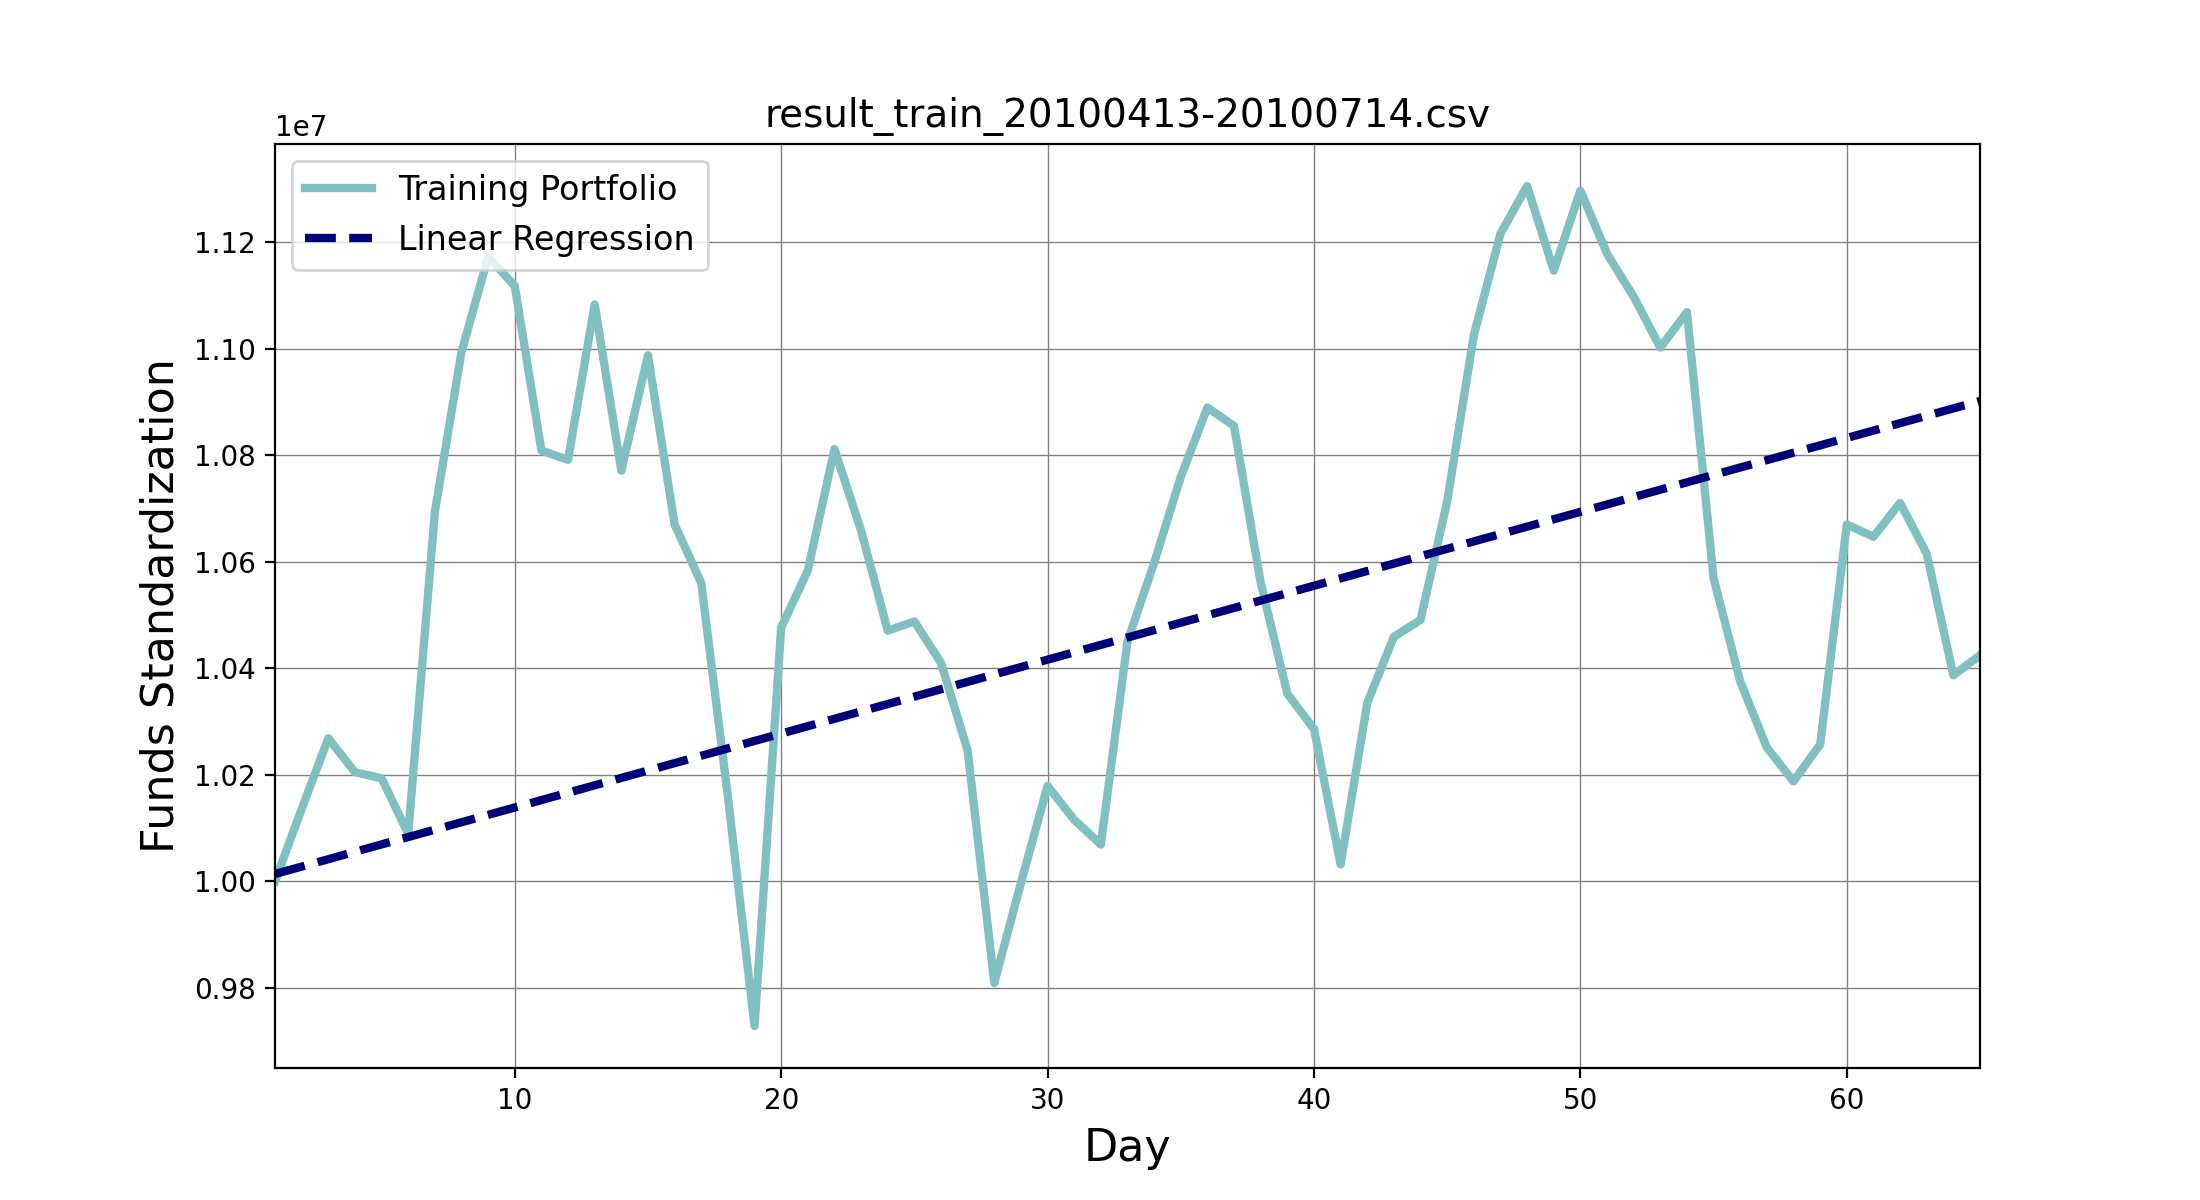 result_train_20100413-20100714.csv
1e7
Training Portfolio
Linear Regression
Funds Standardization
1.12
1.10
1.08
1.06
1.04
1.02
1.00
0.98
10 20 30 40 50 60
Day